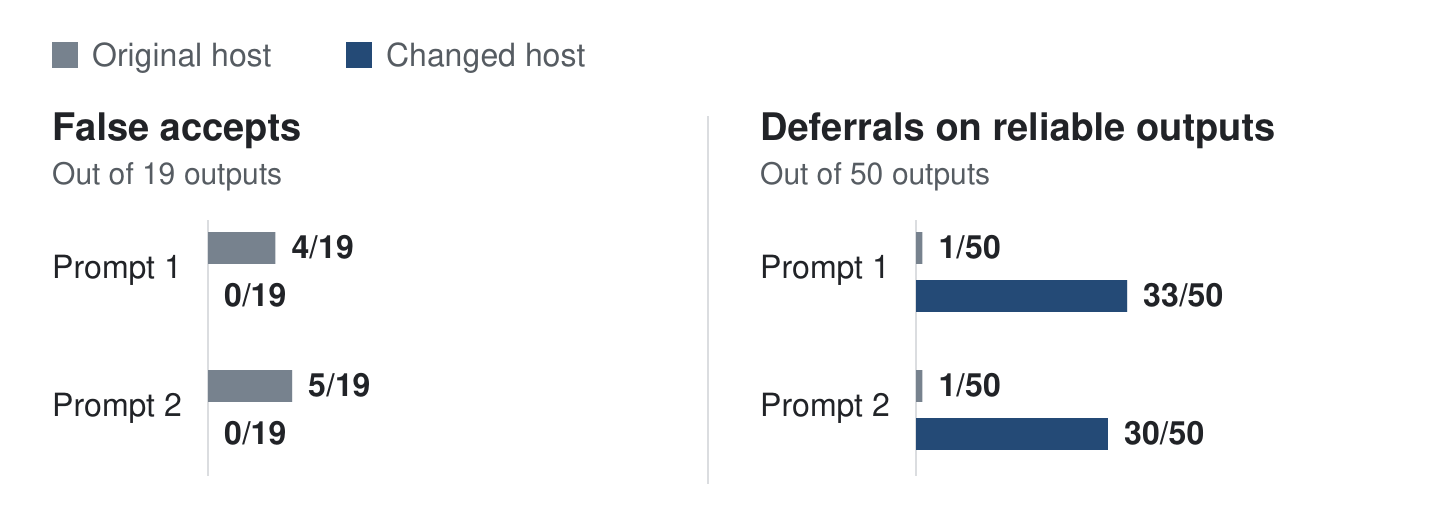 Original host
Changed host
False accepts
Out of 19 outputs
Prompt 1
4/19
0/19
Prompt 2
5/19
0/19
Deferrals on reliable outputs
Out of 50 outputs
Prompt 1
1/50
33/50
Prompt 2
1/50
30/50